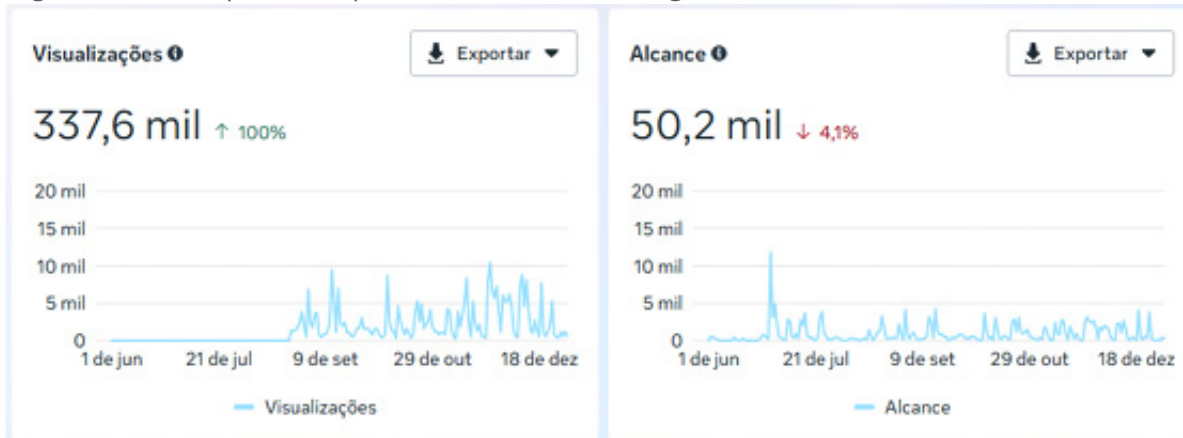 Visualizações
Exportar
337,6 mil ↑ 100%
20 mil
15 mil
10 mil
5 mil
0
1 de jun 21 de jul 9 de set 29 de out 18 de dez
Visualizações
Alcance
Exportar
50,2 mil ↓ 4,1%
20 mil
15 mil
10 mil
5 mil
0
1 de jun 21 de jul 9 de set 29 de out 18 de dez
Alcance